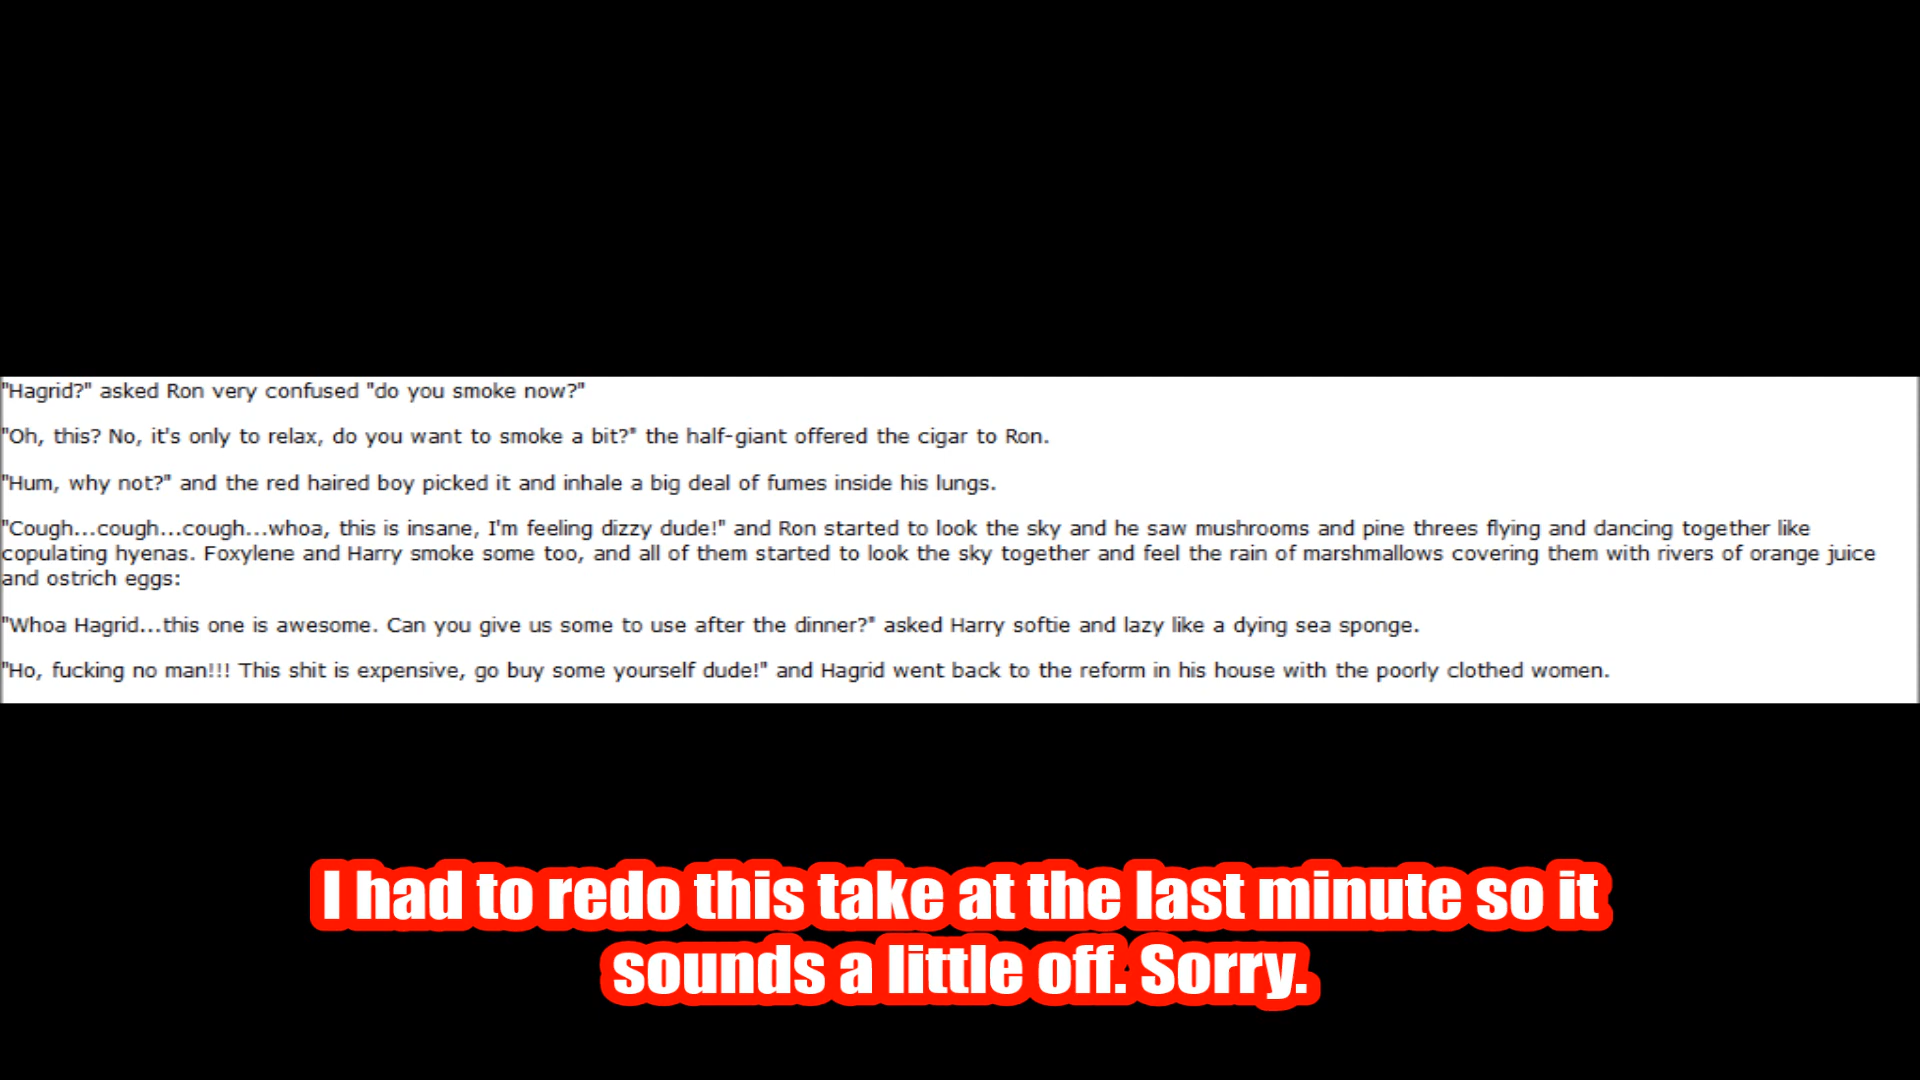 "Hagrid?" asked Ron very confused "do you smoke now?"
"Oh, this? No, it's only to relax, do you want to smoke a bit?" the half-giant offered the cigar to Ron.
"Hum, why not?" and the red haired boy picked it and inhale a big deal of fumes inside his lungs.
"Cough...cough...cough...whoa, this is insane, I'm feeling dizzy dude!" and Ron started to look the sky and he saw mushrooms and pine threes flying and dancing together like
copulating hyenas. Foxylene and Harry smoke some too, and all of them started to look the sky together and feel the rain of marshmallows covering them with rivers of orange juice
and ostrich eggs:
"Whoa Hagrid...this one is awesome. Can you give us some to use after the dinner?" asked Harry softie and lazy like a dying sea sponge.
"Ho, fucking no man!!! This shit is expensive, go buy some yourself dude!" and Hagrid went back to the reform in his house with the poorly clothed women.
I had to redo this take at the last minute so it
sounds a little off. Sorry.